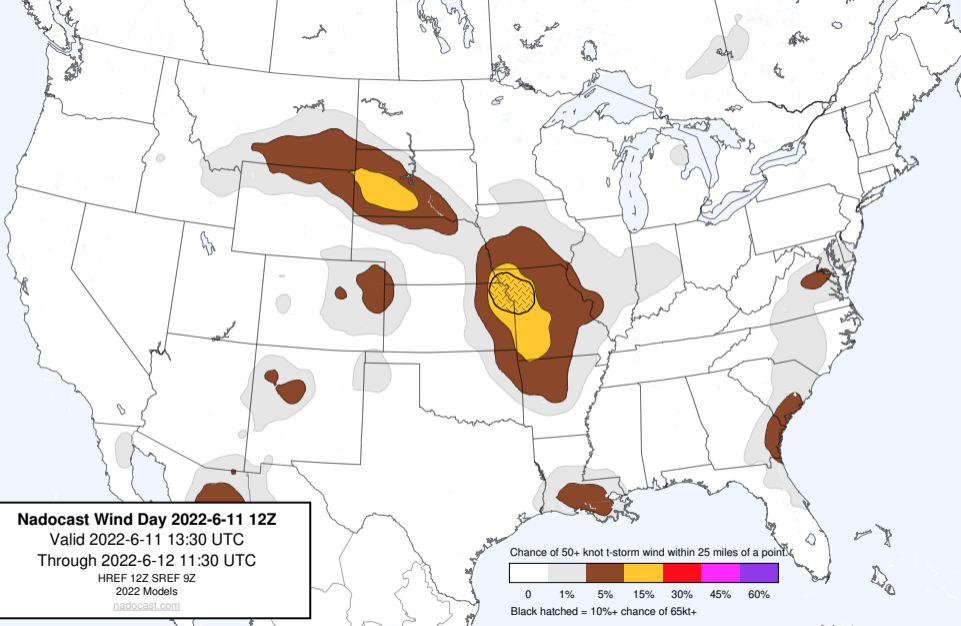 Nadocast Wind Day 2022-6-11 12Z
Valid 2022-6-11 13:30 UTC
Through 2022-6-12 11:30 UTC
HREF 12Z SREF 9Z
2022 Models
nadocast.com
Chance of 50+ knot t-storm wind within 25 miles of a point.
0 1% 5% 15% 30% 45% 60%
Black hatched = 10%+ chance of 65kt+